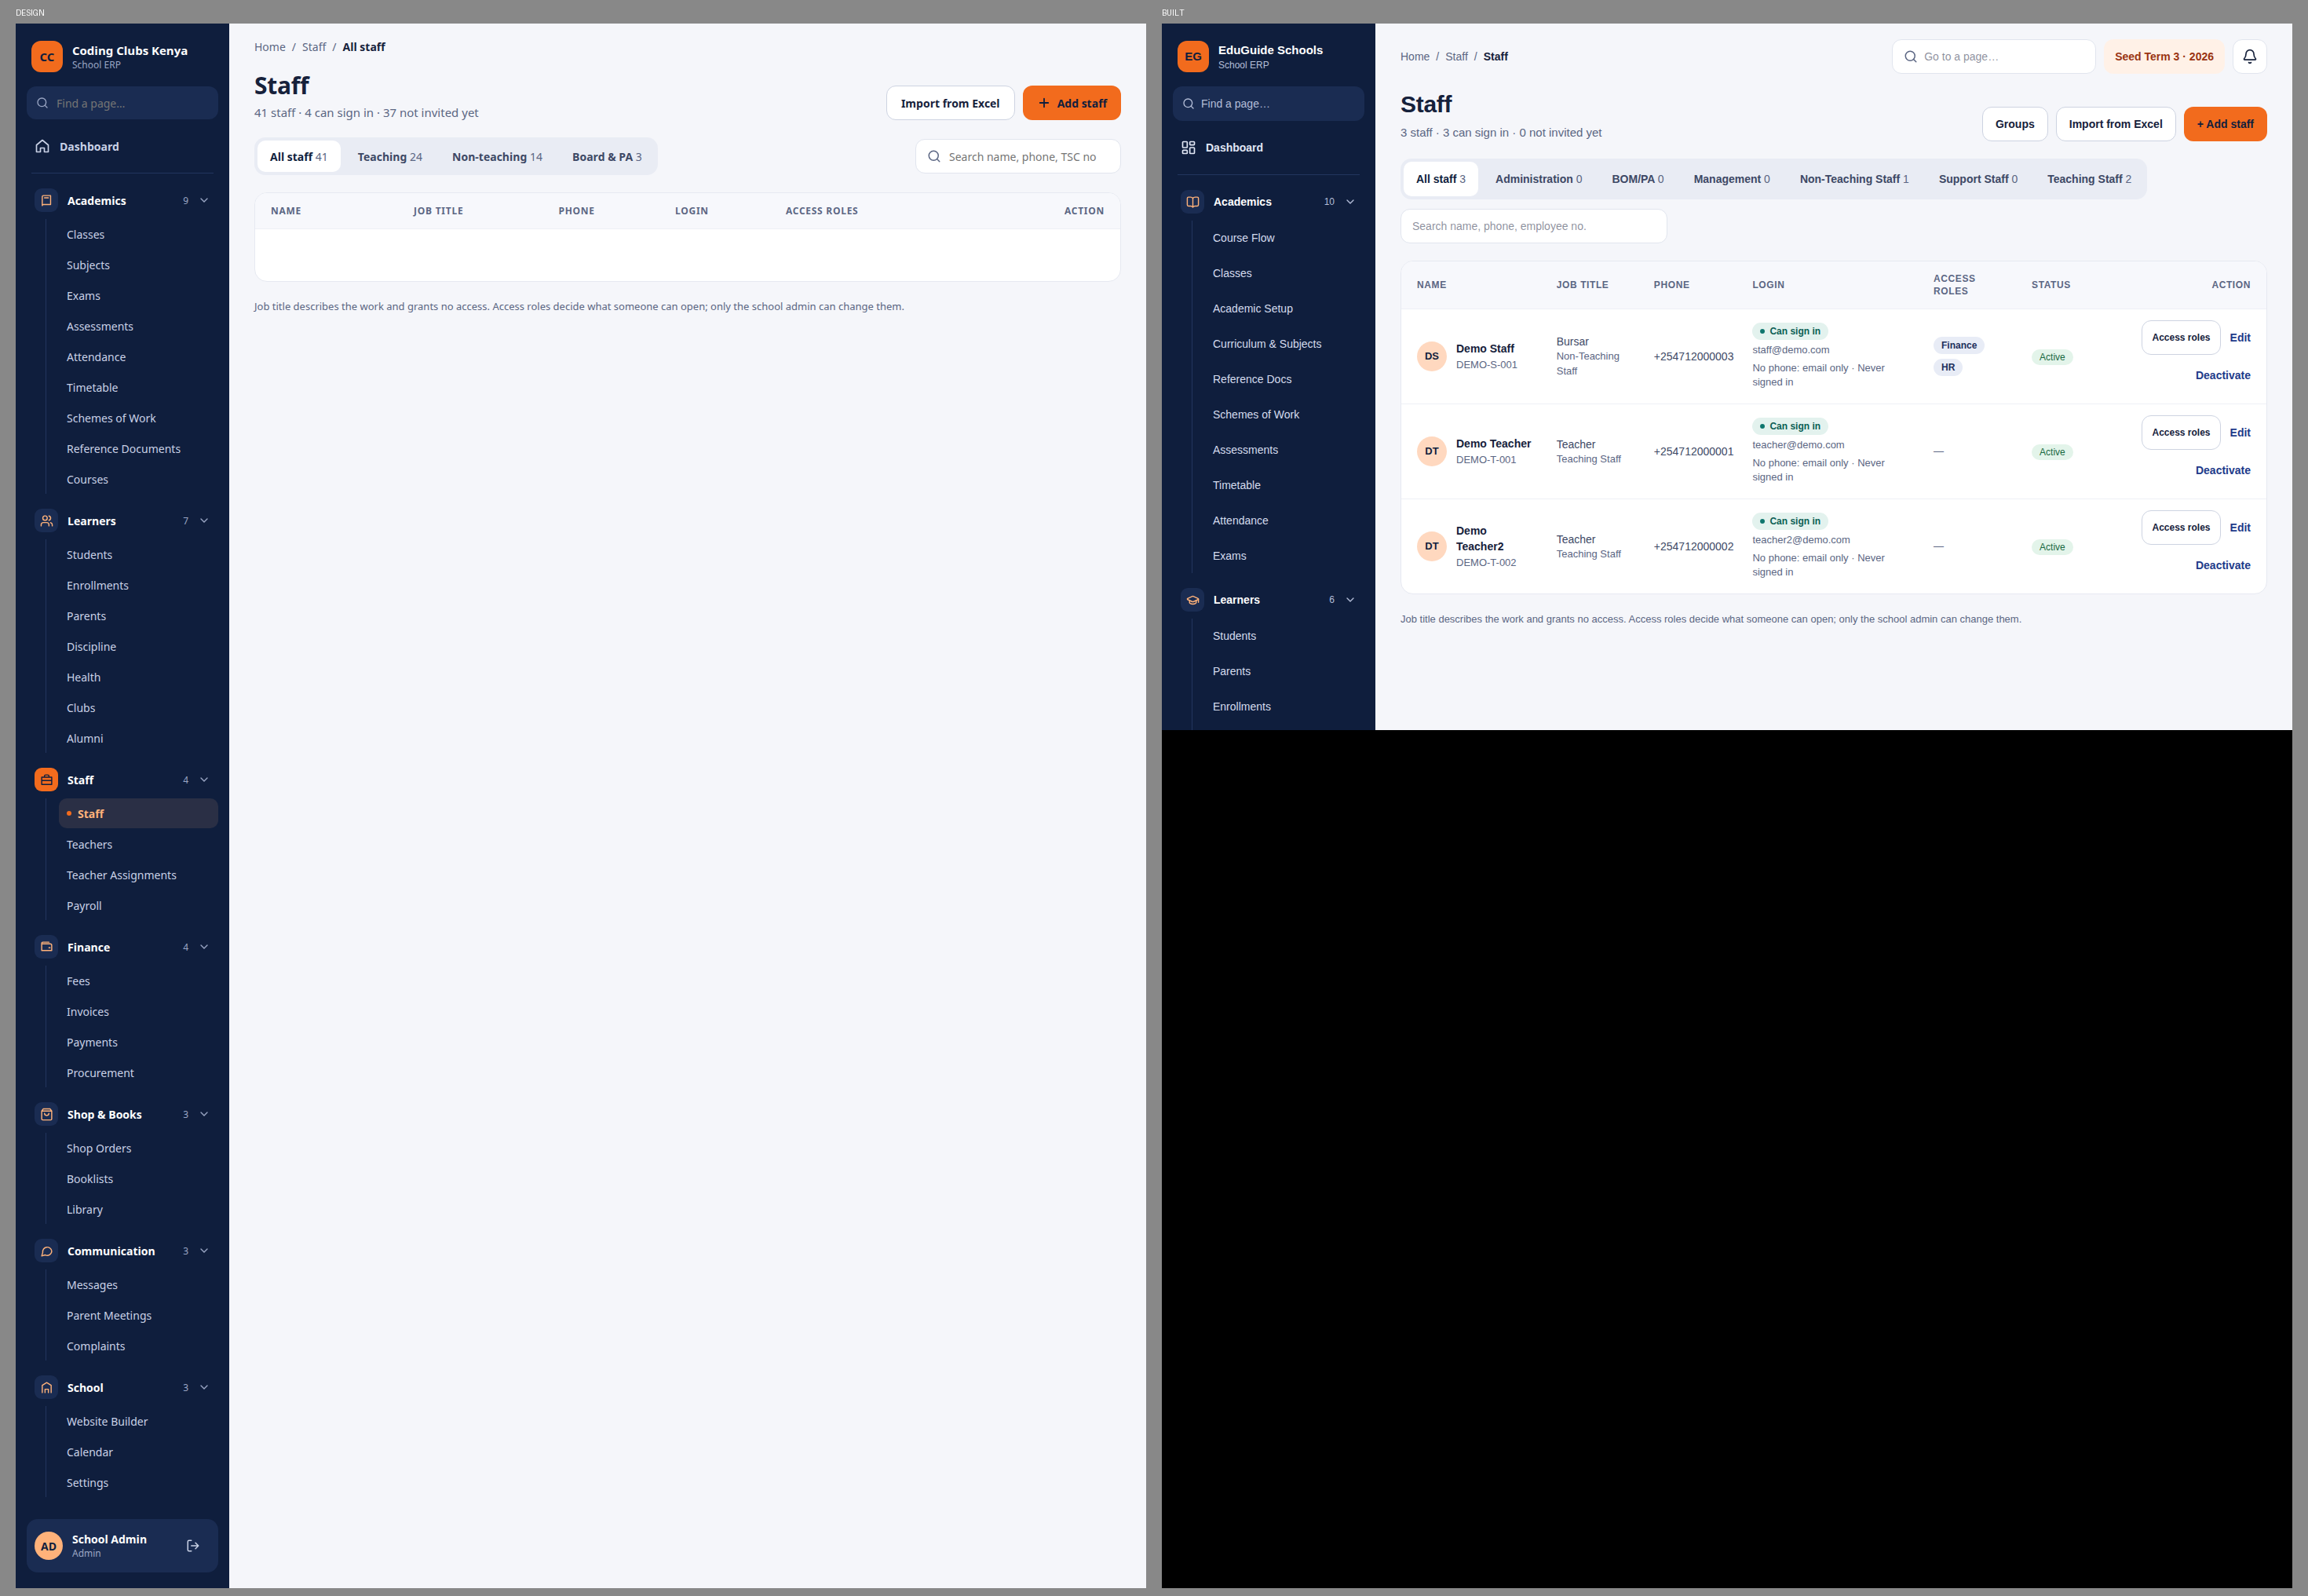 DESIGN
CC
Coding Clubs Kenya
School ERP
Find a page...
Dashboard
Academics 9
Classes
Subjects
Exams
Assessments
Attendance
Timetable
Schemes of Work
Reference Documents
Courses
Learners 7
Students
Enrollments
Parents
Discipline
Health
Clubs
Alumni
Staff 4
Staff
Teachers
Teacher Assignments
Payroll
Finance 4
Fees
Invoices
Payments
Procurement
Shop & Books 3
Shop Orders
Booklists
Library
Communication 3
Messages
Parent Meetings
Complaints
School 3
Website Builder
Calendar
Settings
AD
School Admin
Admin
Home / Staff / All staff
Staff
41 staff · 4 can sign in · 37 not invited yet
Import from Excel
+ Add staff
All staff 41 Teaching 24 Non-teaching 14 Board & PA 3
Search name, phone, TSC no
NAME JOB TITLE PHONE LOGIN ACCESS ROLES ACTION
Job title describes the work and grants no access. Access roles decide what someone can open; only the school admin can change them.
BUILT
EG
EduGuide Schools
School ERP
Find a page…
Dashboard
Academics 10
Course Flow
Classes
Academic Setup
Curriculum & Subjects
Reference Docs
Schemes of Work
Assessments
Timetable
Attendance
Exams
Learners 6
Students
Parents
Enrollments
Home / Staff / Staff
Go to a page…
Seed Term 3 · 2026
Staff
3 staff · 3 can sign in · 0 not invited yet
Groups
Import from Excel
+ Add staff
All staff 3 Administration 0 BOM/PA 0 Management 0 Non-Teaching Staff 1 Support Staff 0 Teaching Staff 2
Search name, phone, employee no.
NAME JOB TITLE PHONE LOGIN ACCESS ROLES STATUS ACTION
DS
Demo Staff
DEMO-S-001
Bursar
Non-Teaching
Staff
+254712000003
Can sign in
staff@demo.com
No phone: email only · Never
signed in
Finance
HR
Active
Access roles Edit
Deactivate
DT
Demo Teacher
DEMO-T-001
Teacher
Teaching Staff
+254712000001
Can sign in
teacher@demo.com
No phone: email only · Never
signed in
—
Active
Access roles Edit
Deactivate
DT
Demo
Teacher2
DEMO-T-002
Teacher
Teaching Staff
+254712000002
Can sign in
teacher2@demo.com
No phone: email only · Never
signed in
—
Active
Access roles Edit
Deactivate
Job title describes the work and grants no access. Access roles decide what someone can open; only the school admin can change them.